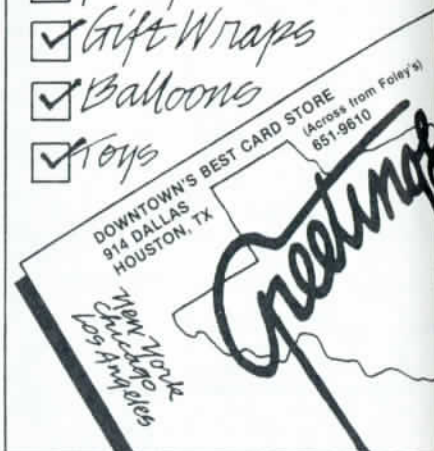 Gift Wraps
Balloons
Toys
DOWNTOWN'S BEST CARD STORE
914 DALLAS
HOUSTON, TX
(Across from Foley's)
651-9610
Greetings
New York
Chicago
Los Angeles